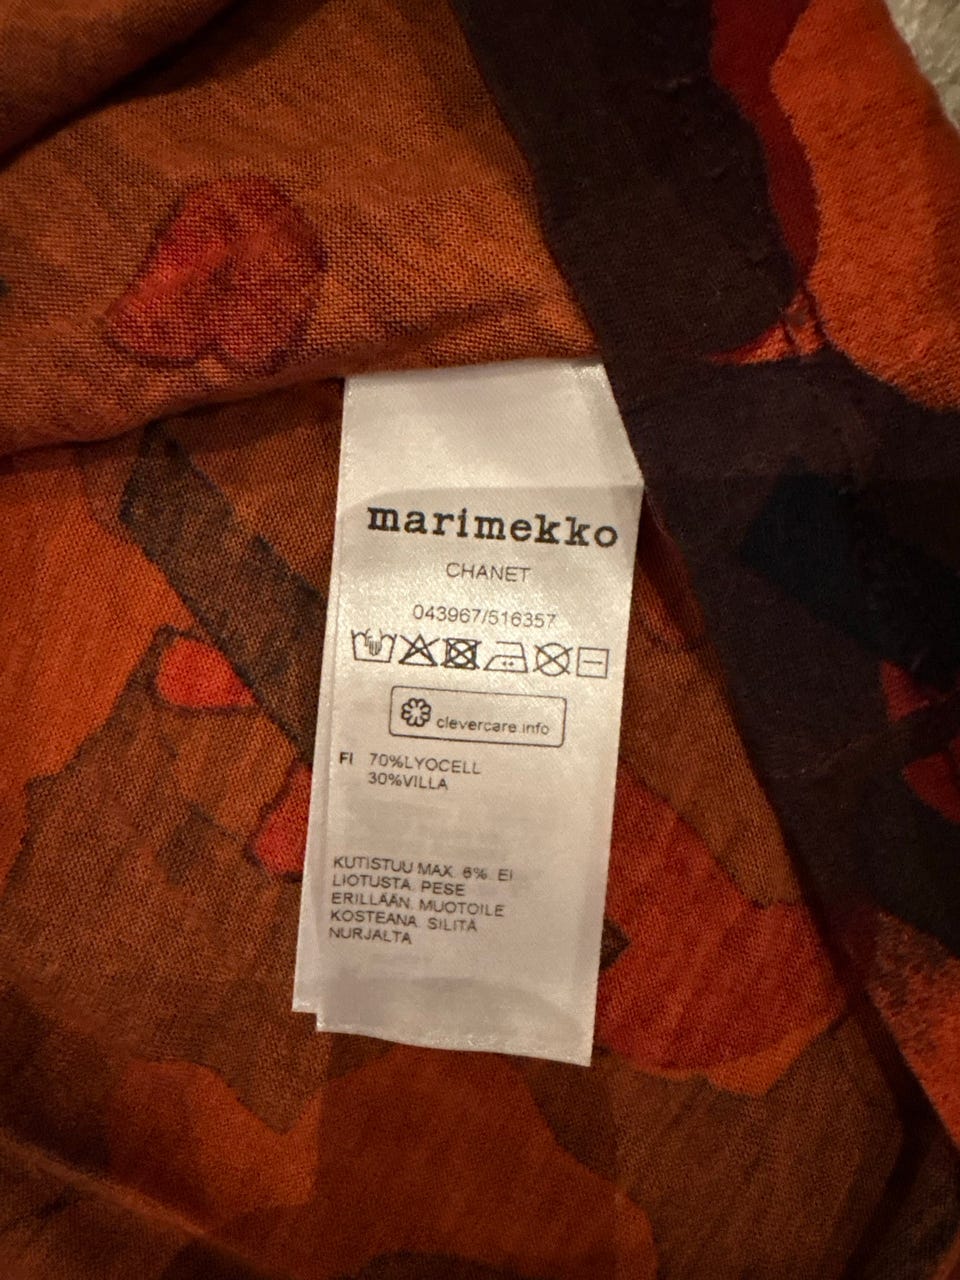 marimekko
CHANET
043967/516357
clevercare.info
FI 70%LYOCELL
30%VILLA
KUTISTUU MAX. 6%. EI
LIOTUSTA. PESE
ERILLÄÄN. MUOTOILE
KOSTEANA. SILITÄ
NURJALTA